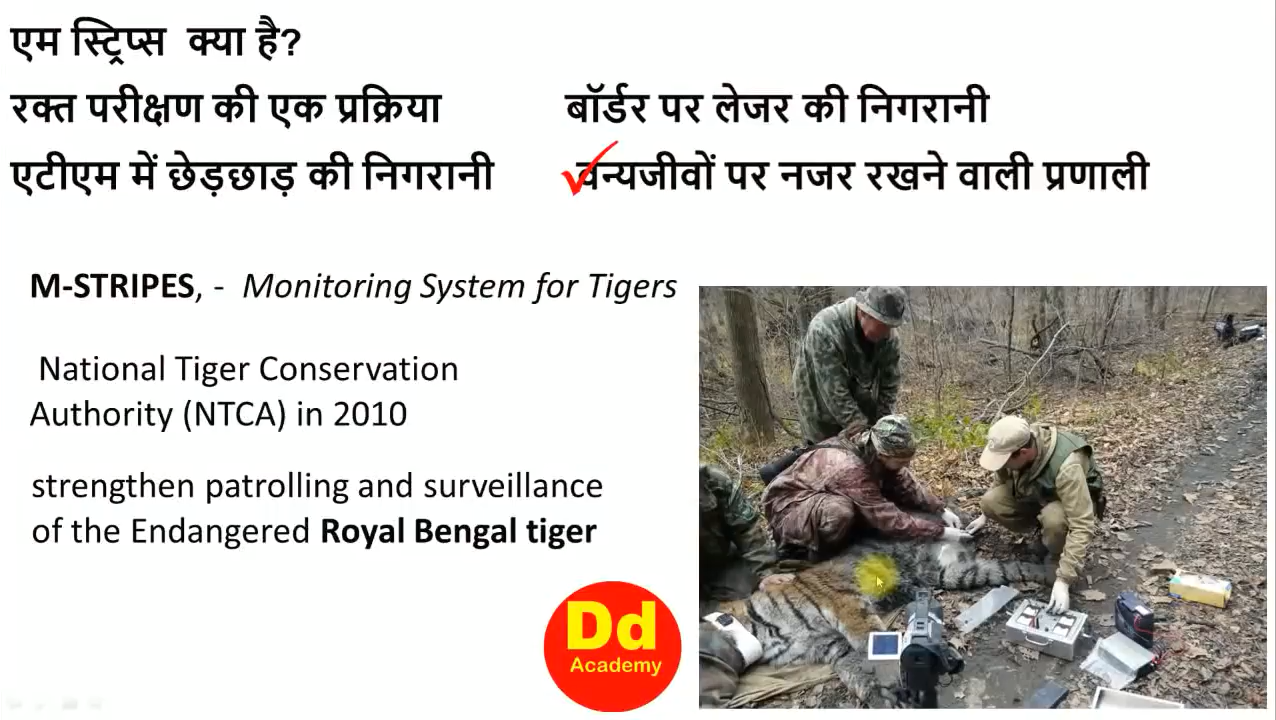 एम स्ट्रिप्स क्या है?
रक्त परीक्षण की एक प्रक्रिया
बॉर्डर पर लेजर की निगरानी
एटीएम में छेड़छाड़ की निगरानी
वन्यजीवों पर नजर रखने वाली प्रणाली
M-STRIPES, - Monitoring System for Tigers
National Tiger Conservation
Authority (NTCA) in 2010
strengthen patrolling and surveillance
of the Endangered Royal Bengal tiger
Dd
Academy